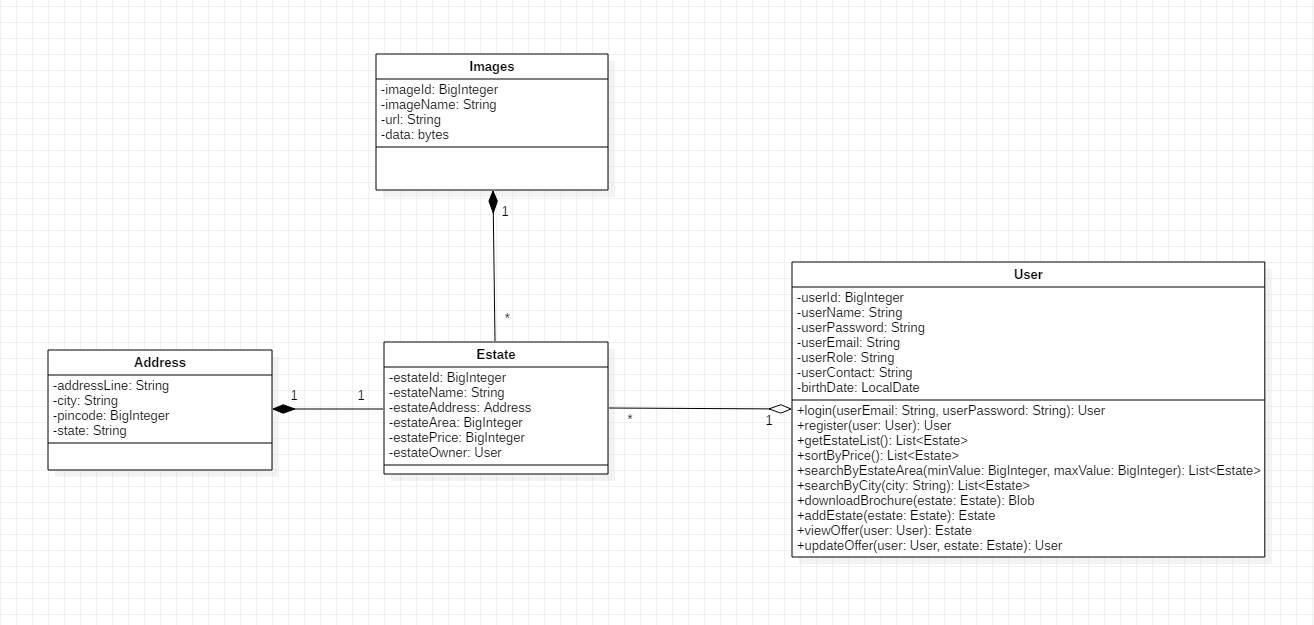 Images
-imageId: BigInteger
-imageName: String
-url: String
-data: bytes
1
*
Address
-addressLine: String
-city: String
-pincode: BigInteger
-state: String
1
1
Estate
-estateId: BigInteger
-estateName: String
-estateAddress: Address
-estateArea: BigInteger
-estatePrice: BigInteger
-estateOwner: User
*
1
User
-userId: BigInteger
-userName: String
-userPassword: String
-userEmail: String
-userRole: String
-userContact: String
-birthDate: LocalDate
+login(userEmail: String, userPassword: String): User
+register(user: User): User
+getEstateList(): List<Estate>
+sortByPrice(): List<Estate>
+searchByEstateArea(minValue: BigInteger, maxValue: BigInteger): List<Estate>
+searchByCity(city: String): List<Estate>
+downloadBrochure(estate: Estate): Blob
+addEstate(estate: Estate): Estate
+viewOffer(user: User): Estate
+updateOffer(user: User, estate: Estate): User